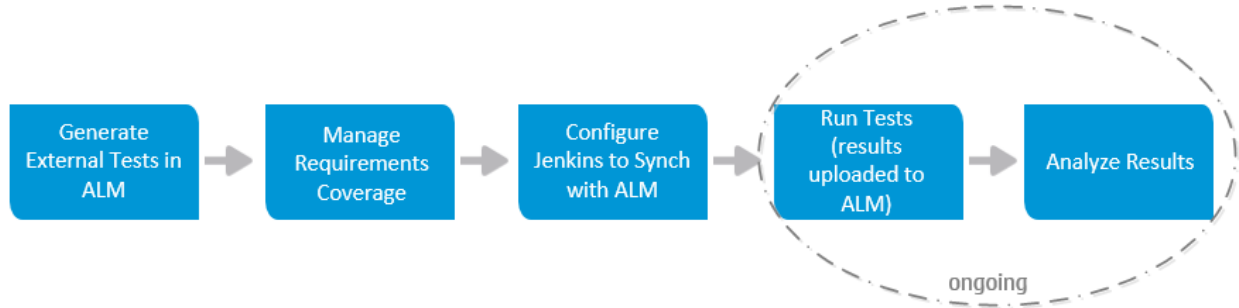 Generate
External Tests in
ALM
Manage
Requirements
Coverage
Configure
Jenkins to Synch
with ALM
Run Tests
(results
uploaded to
ALM)
Analyze Results
ongoing